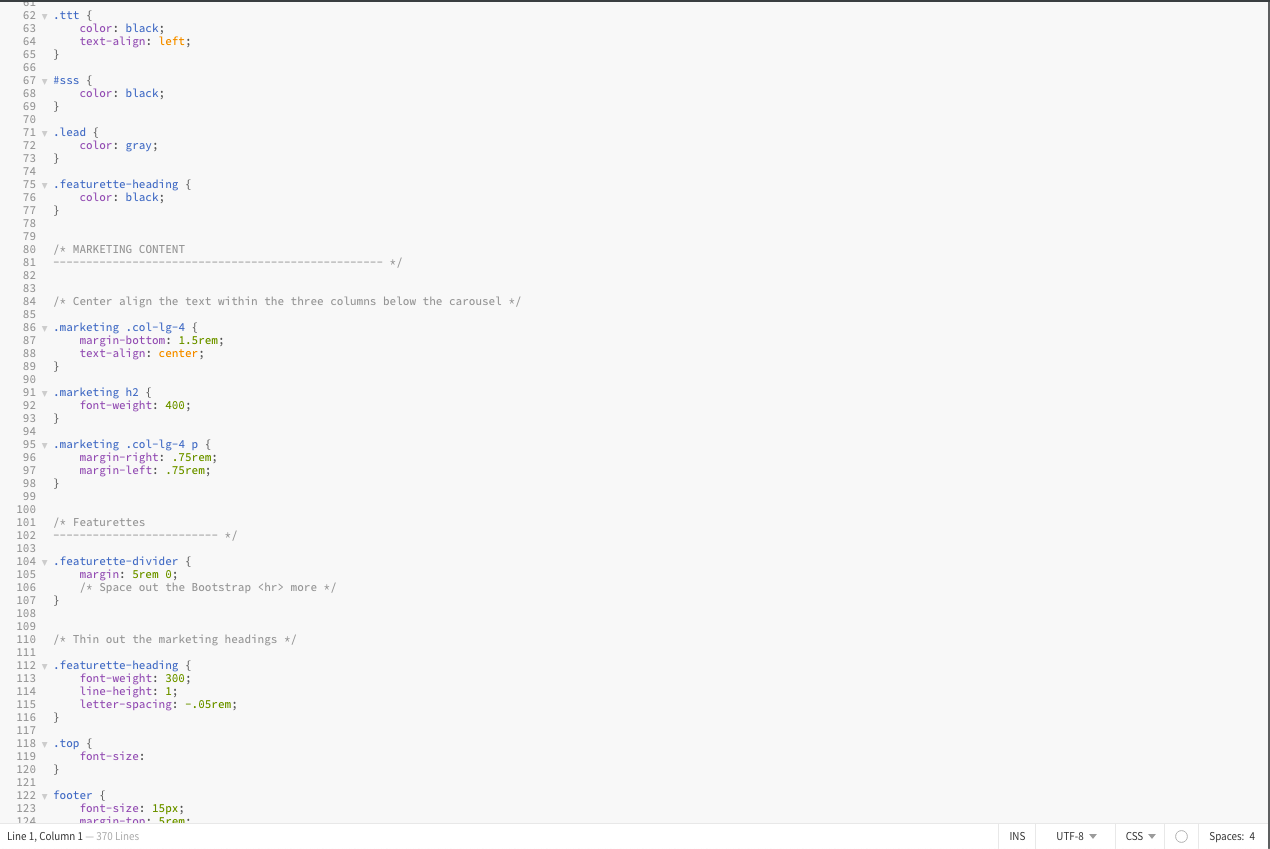 61
62 .ttt {
63 color: black;
64 text-align: left;
65 }
66
67 #sss {
68 color: black;
69 }
70
71 .lead {
72 color: gray;
73 }
74
75 .featurette-heading {
76 color: black;
77 }
78
79
80 /* MARKETING CONTENT
81 -------------------------------------------------- */
82
83
84 /* Center align the text within the three columns below the carousel */
85
86 .marketing .col-lg-4 {
87 margin-bottom: 1.5rem;
88 text-align: center;
89 }
90
91 .marketing h2 {
92 font-weight: 400;
93 }
94
95 .marketing .col-lg-4 p {
96 margin-right: .75rem;
97 margin-left: .75rem;
98 }
99
100
101 /* Featurettes
102 ------------------------- */
103
104 .featurette-divider {
105 margin: 5rem 0;
106 /* Space out the Bootstrap <hr> more */
107 }
108
109
110 /* Thin out the marketing headings */
111
112 .featurette-heading {
113 font-weight: 300;
114 line-height: 1;
115 letter-spacing: -.05rem;
116 }
117
118 .top {
119 font-size:
120 }
121
122 footer {
123 font-size: 15px;
124 margin-top: 5rem;
Line 1, Column 1 — 370 Lines INS UTF-8 CSS Spaces: 4